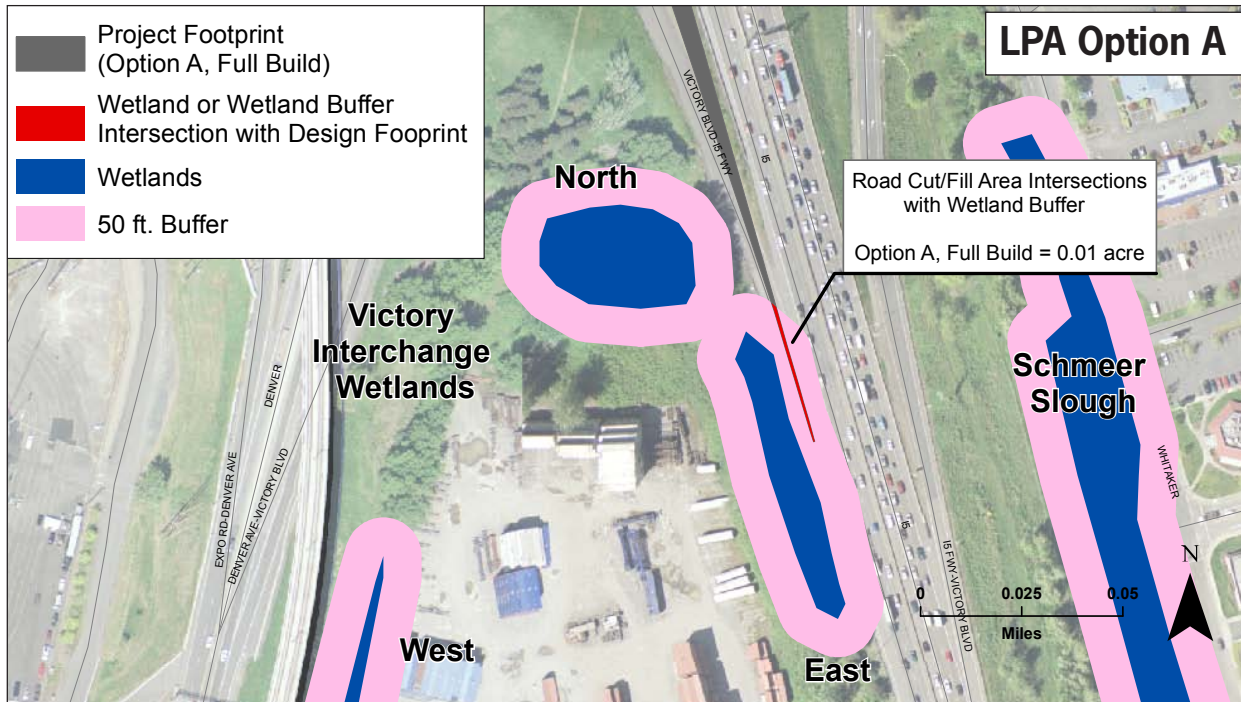 Project Footprint
(Option A, Full Build)
Wetland or Wetland Buffer
Intersection with Design Fooprint
Wetlands
50 ft. Buffer
LPA Option A
VICTORY BLVD-I5 FWY
I5
North
Road Cut/Fill Area Intersections
with Wetland Buffer
Option A, Full Build = 0.01 acre
Victory
Interchange
Wetlands
DENVER
EXPO RD-DENVER AVE
DENVER AVE-VICTORY BLVD
Schmeer
Slough
WHITAKER
I5
I5 FWY-VICTORY BLVD
N
0
0.025
0.05
Miles
West
East